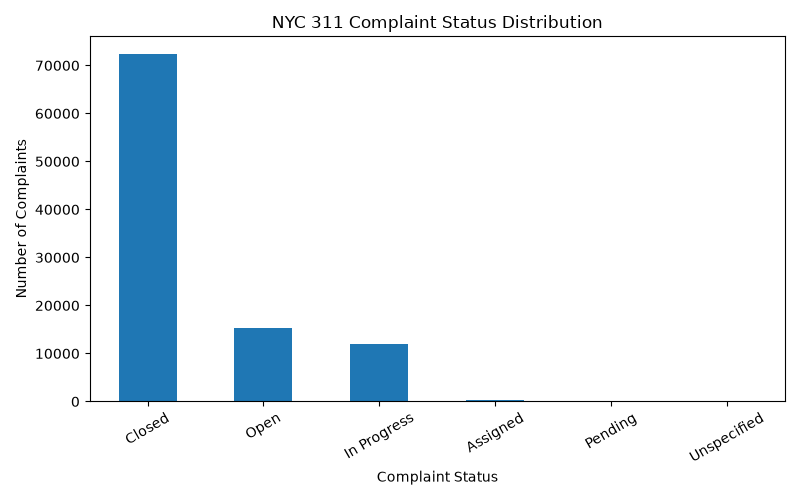 NYC 311 Complaint Status Distribution
Number of Complaints
70000
60000
50000
40000
30000
20000
10000
0
Closed
Open
In Progress
Assigned
Pending
Unspecified
Complaint Status